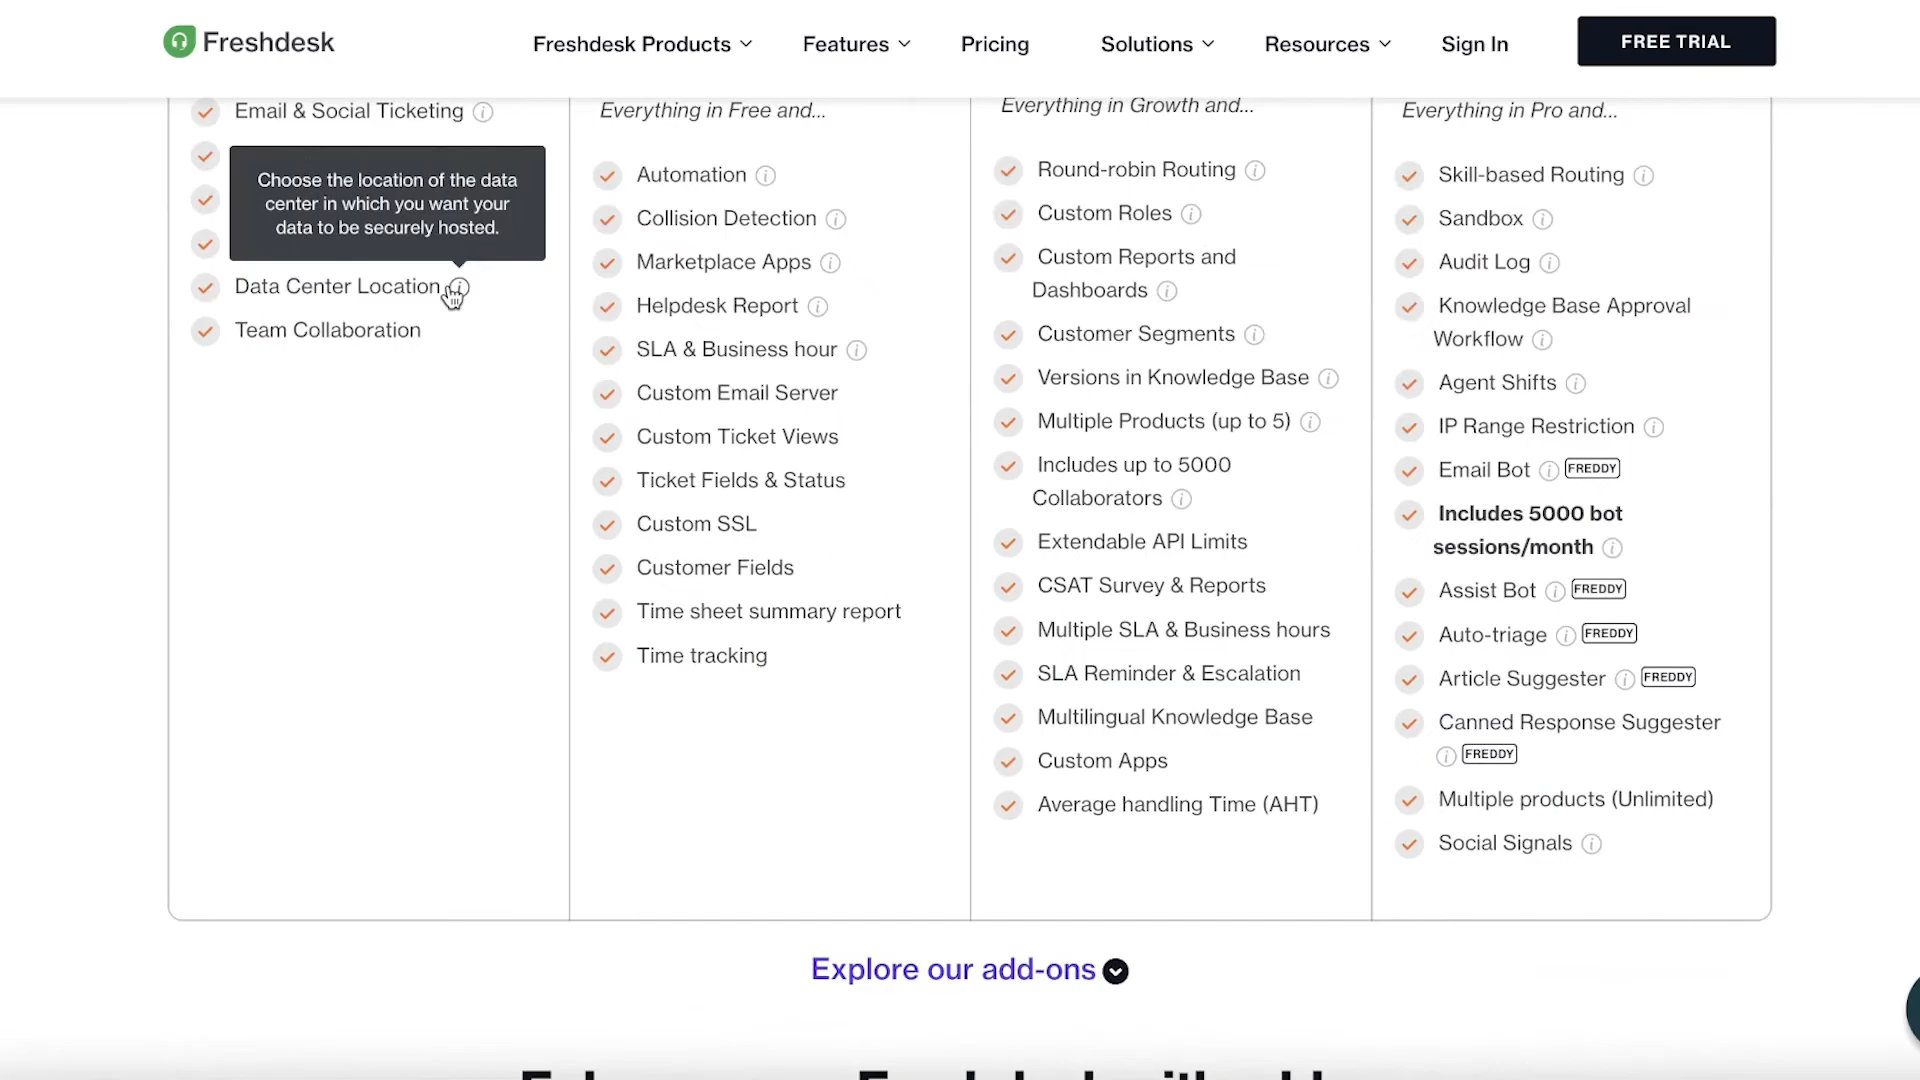 Freshdesk
Freshdesk Products
Features
Pricing
Solutions
Resources
Sign In
FREE TRIAL
Email & Social Ticketing
Choose the location of the data
center in which you want your
data to be securely hosted.
Data Center Location
Team Collaboration
Everything in Free and...
Automation
Collision Detection
Marketplace Apps
Helpdesk Report
SLA & Business hour
Custom Email Server
Custom Ticket Views
Ticket Fields & Status
Custom SSL
Customer Fields
Time sheet summary report
Time tracking
Everything in Growth and...
Round-robin Routing
Custom Roles
Custom Reports and
Dashboards
Customer Segments
Versions in Knowledge Base
Multiple Products (up to 5)
Includes up to 5000
Collaborators
Extendable API Limits
CSAT Survey & Reports
Multiple SLA & Business hours
SLA Reminder & Escalation
Multilingual Knowledge Base
Custom Apps
Average handling Time (AHT)
Everything in Pro and...
Skill-based Routing
Sandbox
Audit Log
Knowledge Base Approval
Workflow
Agent Shifts
IP Range Restriction
Email Bot FREDDY
Includes 5000 bot
sessions/month
Assist Bot FREDDY
Auto-triage FREDDY
Article Suggester FREDDY
Canned Response Suggester
FREDDY
Multiple products (Unlimited)
Social Signals
Explore our add-ons